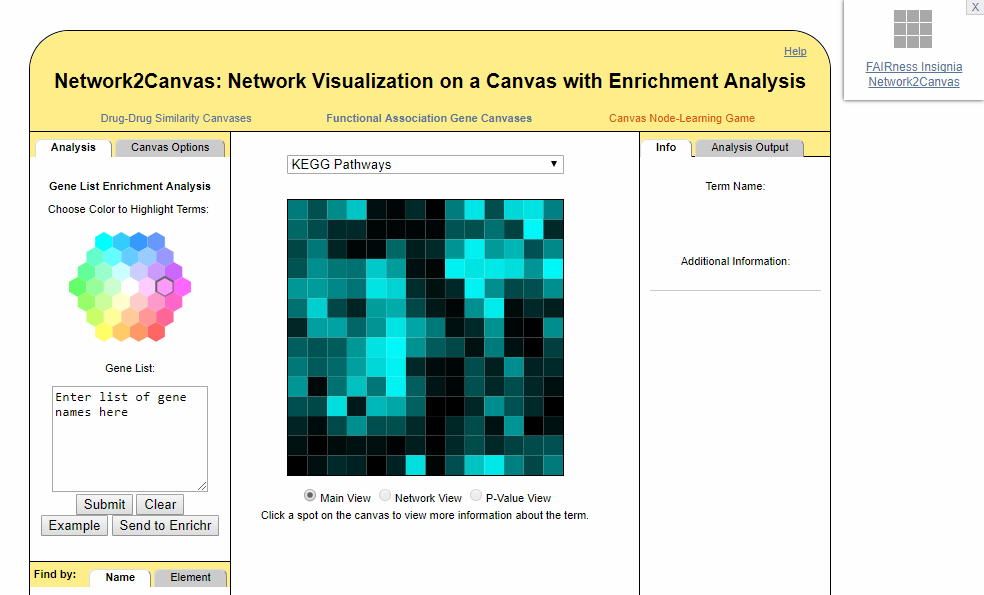 X
FAIRness Insignia
Network2Canvas
Help
Network2Canvas: Network Visualization on a Canvas with Enrichment Analysis
Drug-Drug Similarity Canvases
Functional Association Gene Canvases
Canvas Node-Learning Game
Analysis
Canvas Options
Gene List Enrichment Analysis
Choose Color to Highlight Terms:
Gene List:
Enter list of gene
names here
Submit
Clear
Example
Send to Enrichr
Find by:
Name
Element
KEGG Pathways
Main View
Network View
P-Value View
Click a spot on the canvas to view more information about the term.
Info
Analysis Output
Term Name:
Additional Information: